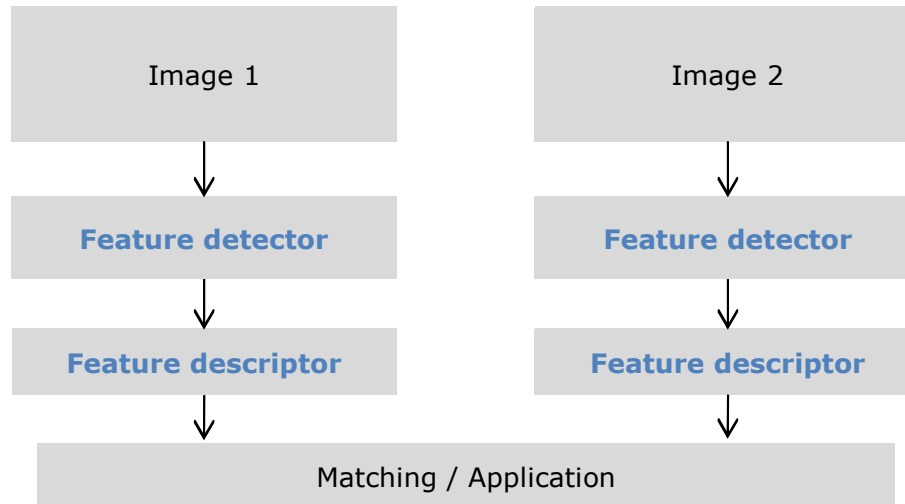 Image 1
Image 2
Feature detector
Feature detector
Feature descriptor
Feature descriptor
Matching / Application